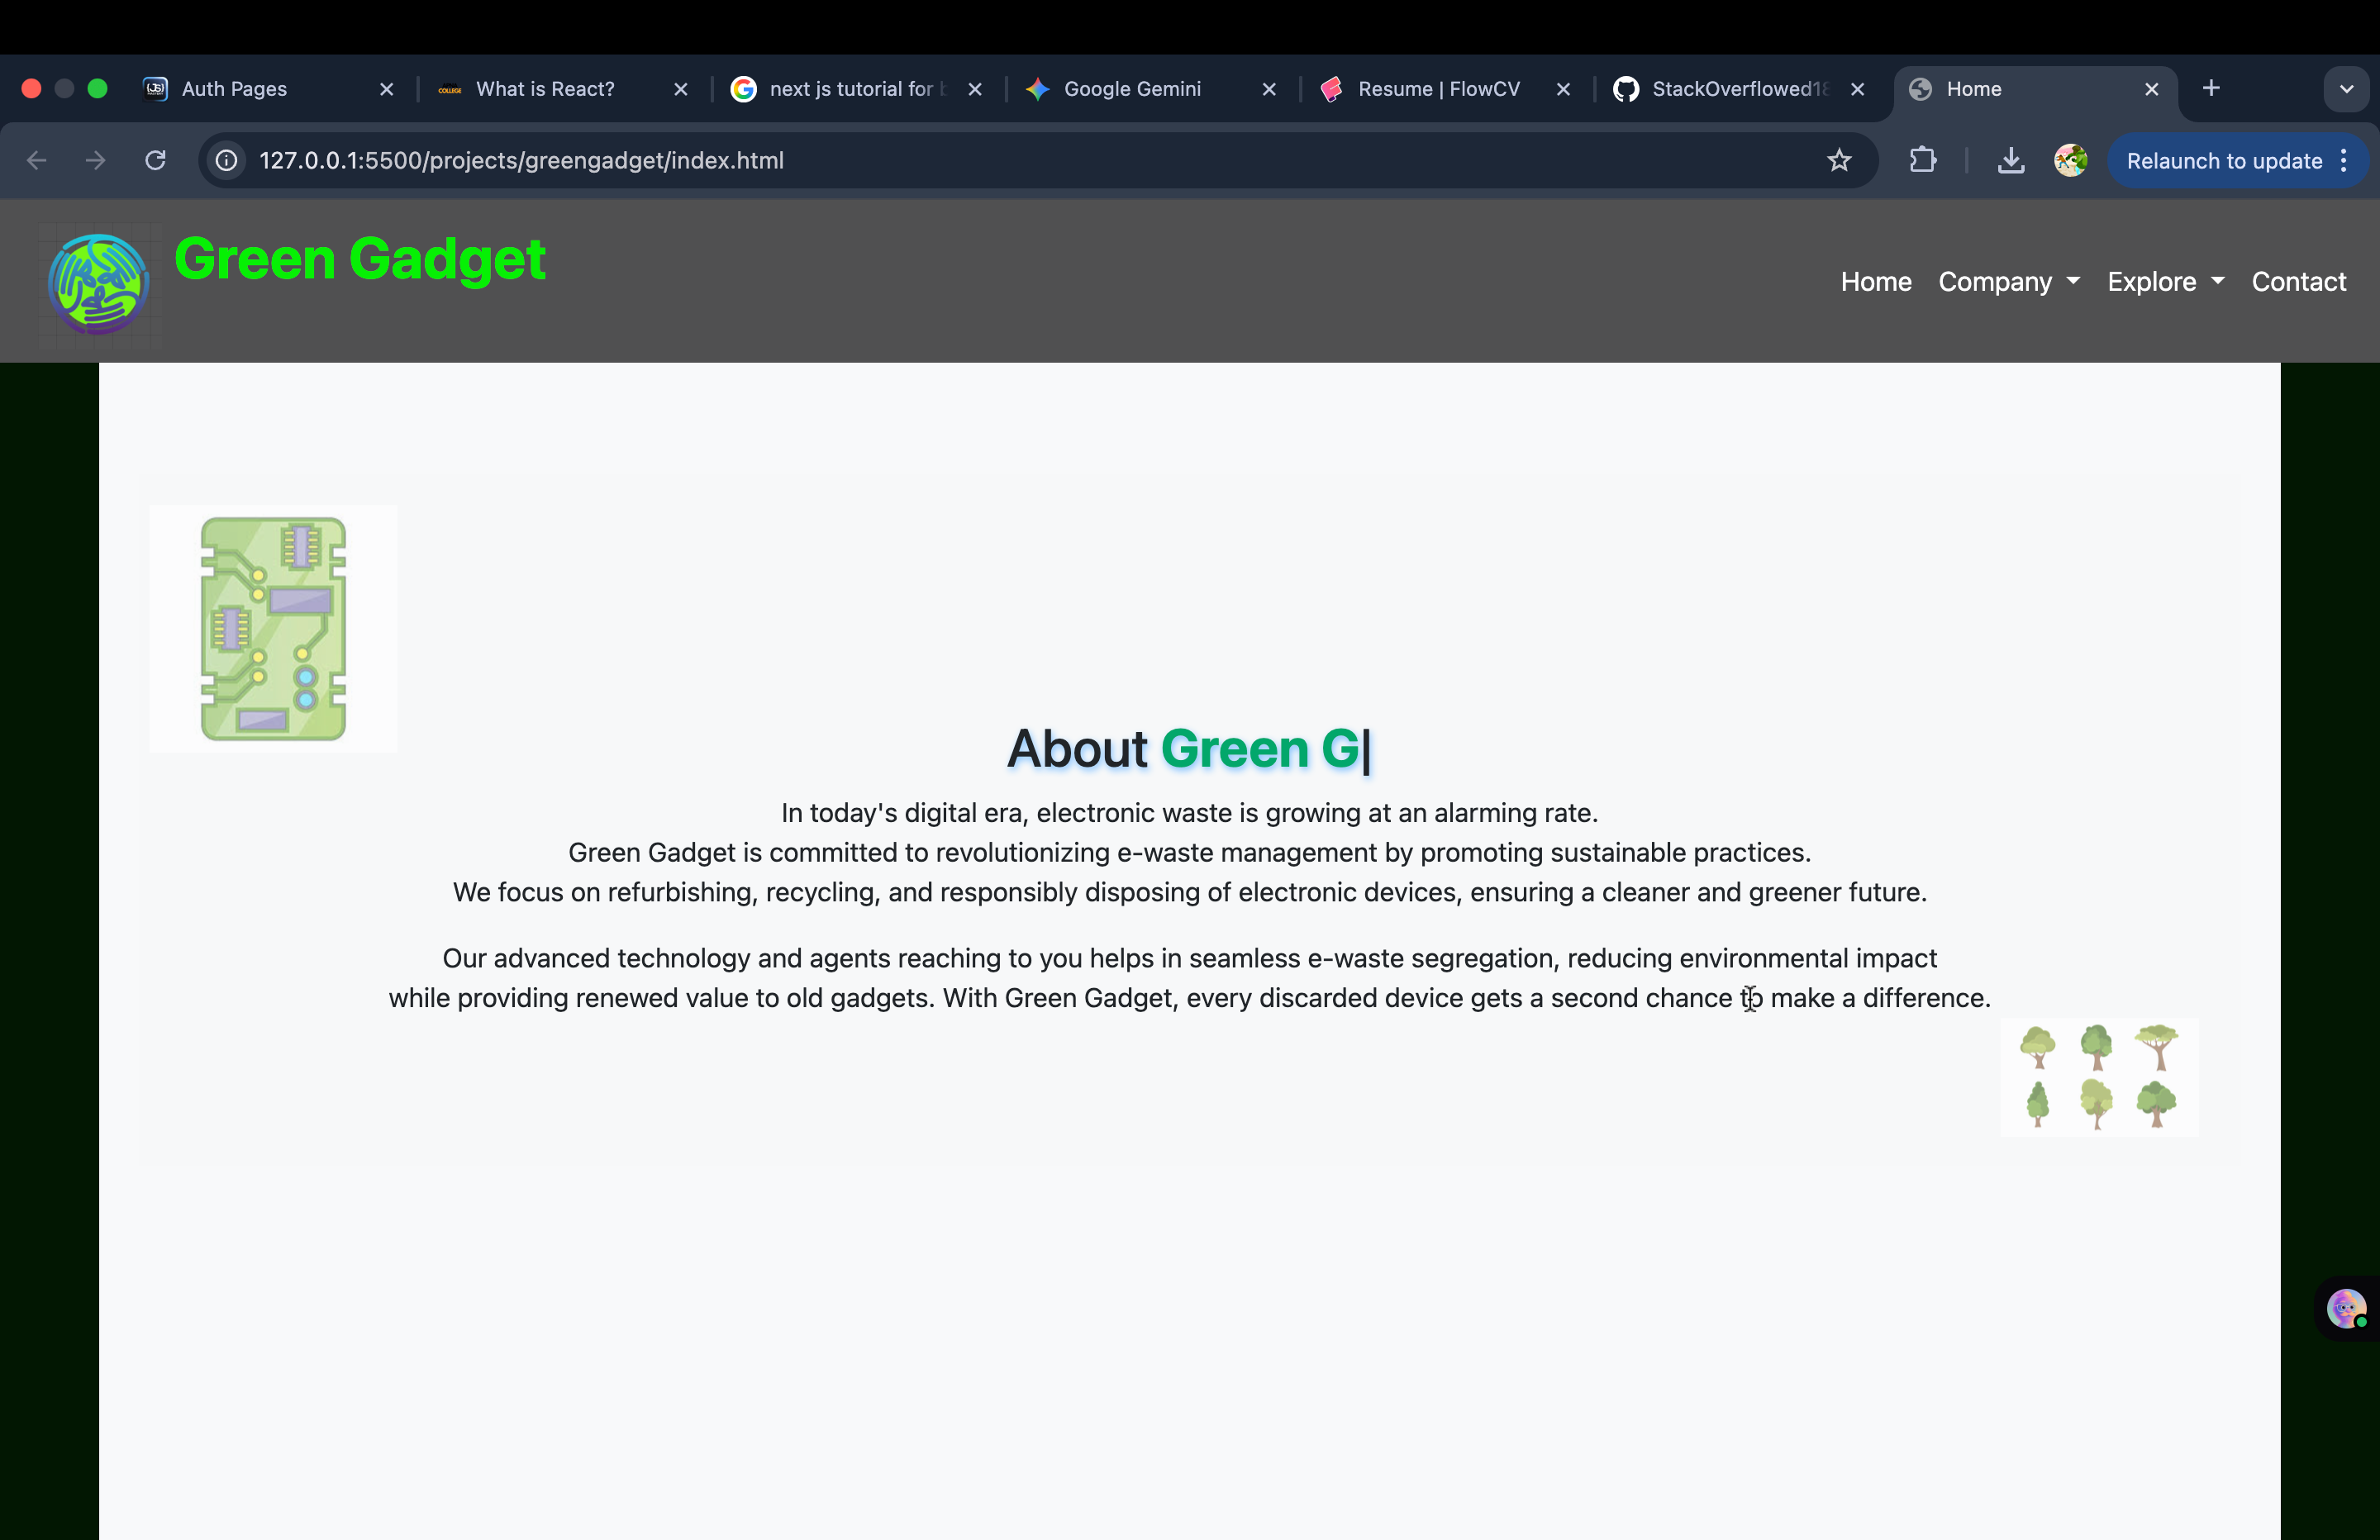 Auth Pages
What is React?
next js tutorial for
Google Gemini
Resume | FlowCV
StackOverflowed18
Home
127.0.0.1:5500/projects/greengadget/index.html
Relaunch to update
Green Gadget
Home
Company
Explore
Contact
About Green G|
In today's digital era, electronic waste is growing at an alarming rate.
Green Gadget is committed to revolutionizing e-waste management by promoting sustainable practices.
We focus on refurbishing, recycling, and responsibly disposing of electronic devices, ensuring a cleaner and greener future.
Our advanced technology and agents reaching to you helps in seamless e-waste segregation, reducing environmental impact
while providing renewed value to old gadgets. With Green Gadget, every discarded device gets a second chance to make a difference.